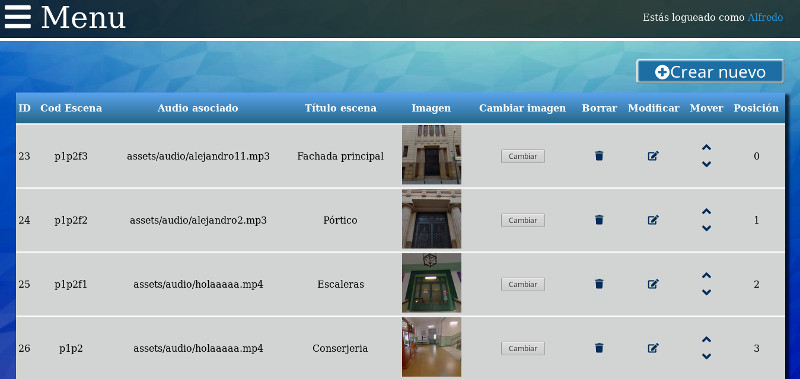 Menu
Estás logueado como Alfredo
Crear nuevo
ID Cod Escena Audio asociado Título escena Imagen Cambiar imagen Borrar Modificar Mover Posición
23 p1p2f3 assets/audio/alejandro11.mp3 Fachada principal Cambiar 0
24 p1p2f2 assets/audio/alejandro2.mp3 Pórtico Cambiar 1
25 p1p2f1 assets/audio/holaaaaa.mp4 Escaleras Cambiar 2
26 p1p2 assets/audio/holaaaaa.mp4 Conserjeria Cambiar 3